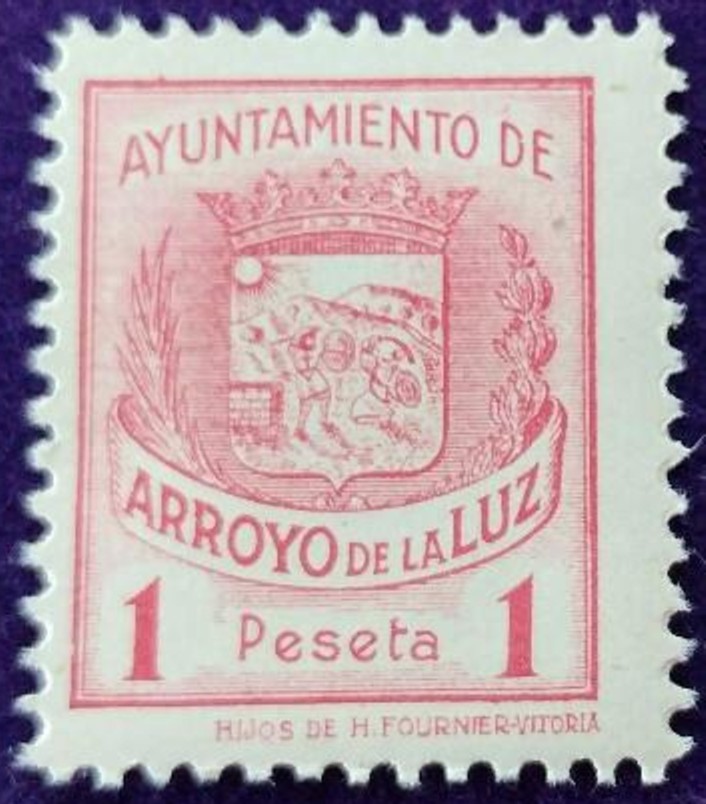 AYUNTAMIENTO DE
ARROYO DE LA LUZ
1 Peseta 1
HIJOS DE H. FOURNIER-VITORIA